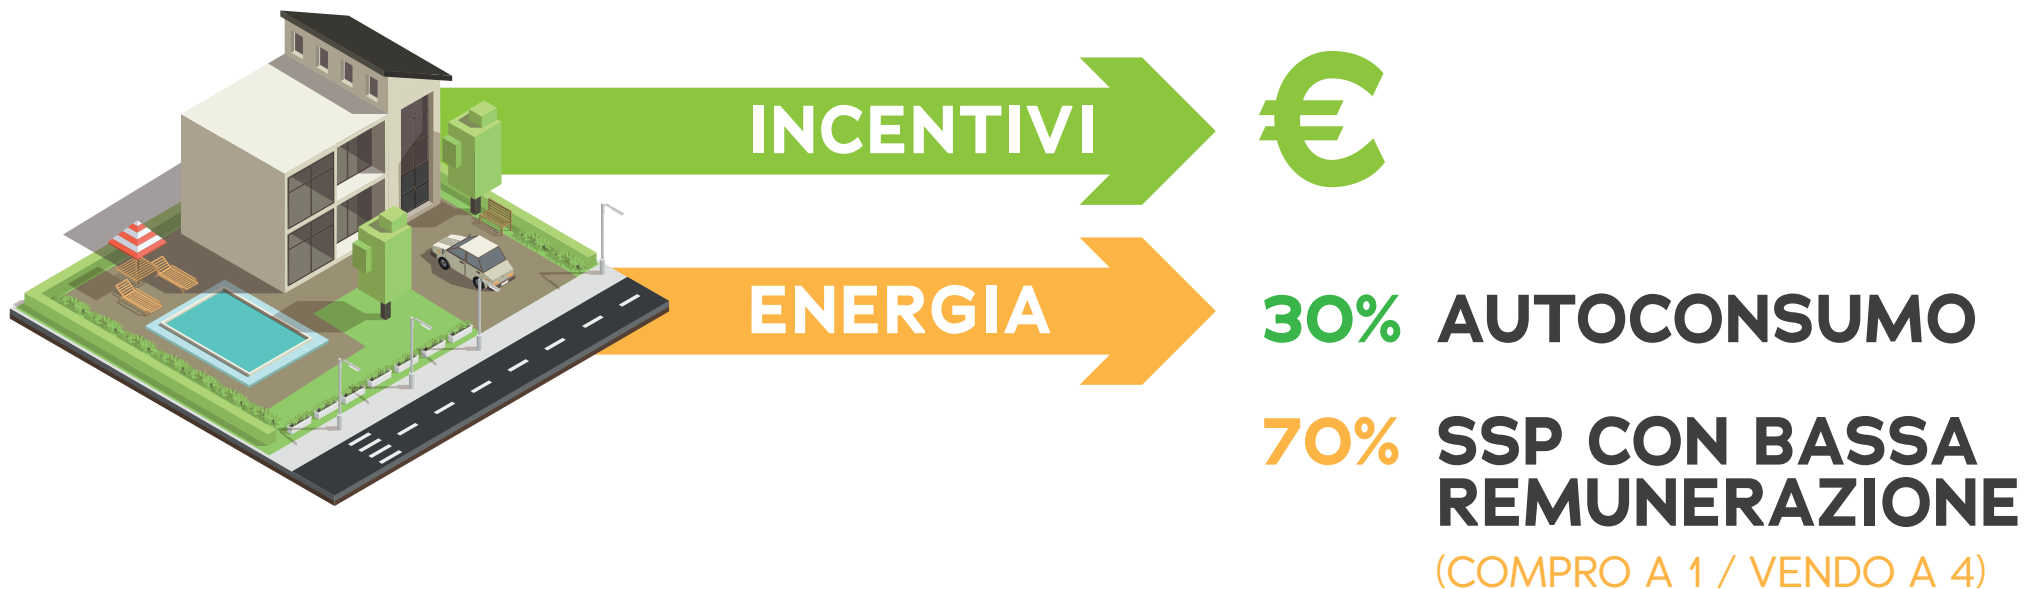 INCENTIVI
€
ENERGIA
30% AUTOCONSUMO
70% SSP CON BASSA
REMUNERAZIONE
(COMPRO A 1 / VENDO A 4)